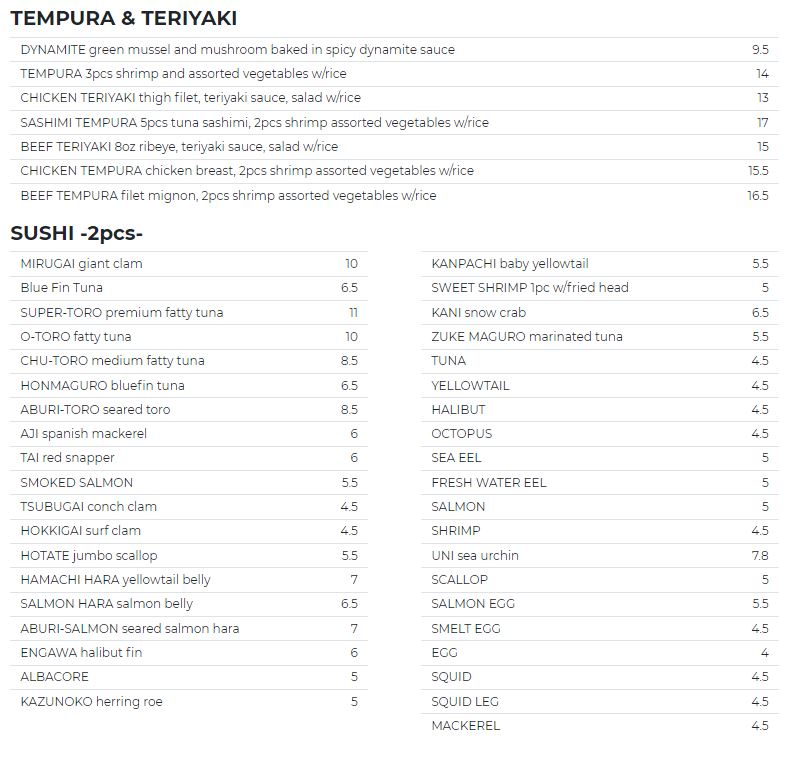 TEMPURA & TERIYAKI
DYNAMITE green mussel and mushroom baked in spicy dynamite sauce 9.5
TEMPURA 3pcs shrimp and assorted vegetables w/rice 14
CHICKEN TERIYAKI thigh filet, teriyaki sauce, salad w/rice 13
SASHIMI TEMPURA 5pcs tuna sashimi, 2pcs shrimp assorted vegetables w/rice 17
BEEF TERIYAKI 8oz ribeye, teriyaki sauce, salad w/rice 15
CHICKEN TEMPURA chicken breast, 2pcs shrimp assorted vegetables w/rice 15.5
BEEF TEMPURA filet mignon, 2pcs shrimp assorted vegetables w/rice 16.5
SUSHI -2pcs-
MIRUGAI giant clam 10
Blue Fin Tuna 6.5
SUPER-TORO premium fatty tuna 11
O-TORO fatty tuna 10
CHU-TORO medium fatty tuna 8.5
HONMAGURO bluefin tuna 6.5
ABURI-TORO seared toro 8.5
AJI spanish mackerel 6
TAI red snapper 6
SMOKED SALMON 5.5
TSUBUGAI conch clam 4.5
HOKKIGAI surf clam 4.5
HOTATE jumbo scallop 5.5
HAMACHI HARA yellowtail belly 7
SALMON HARA salmon belly 6.5
ABURI-SALMON seared salmon hara 7
ENGAWA halibut fin 6
ALBACORE 5
KAZUNOKO herring roe 5
KANPACHI baby yellowtail 5.5
SWEET SHRIMP 1pc w/fried head 5
KANI snow crab 6.5
ZUKE MAGURO marinated tuna 5.5
TUNA 4.5
YELLOWTAIL 4.5
HALIBUT 4.5
OCTOPUS 4.5
SEA EEL 5
FRESH WATER EEL 5
SALMON 5
SHRIMP 4.5
UNI sea urchin 7.8
SCALLOP 5
SALMON EGG 5.5
SMELT EGG 4.5
EGG 4
SQUID 4.5
SQUID LEG 4.5
MACKEREL 4.5